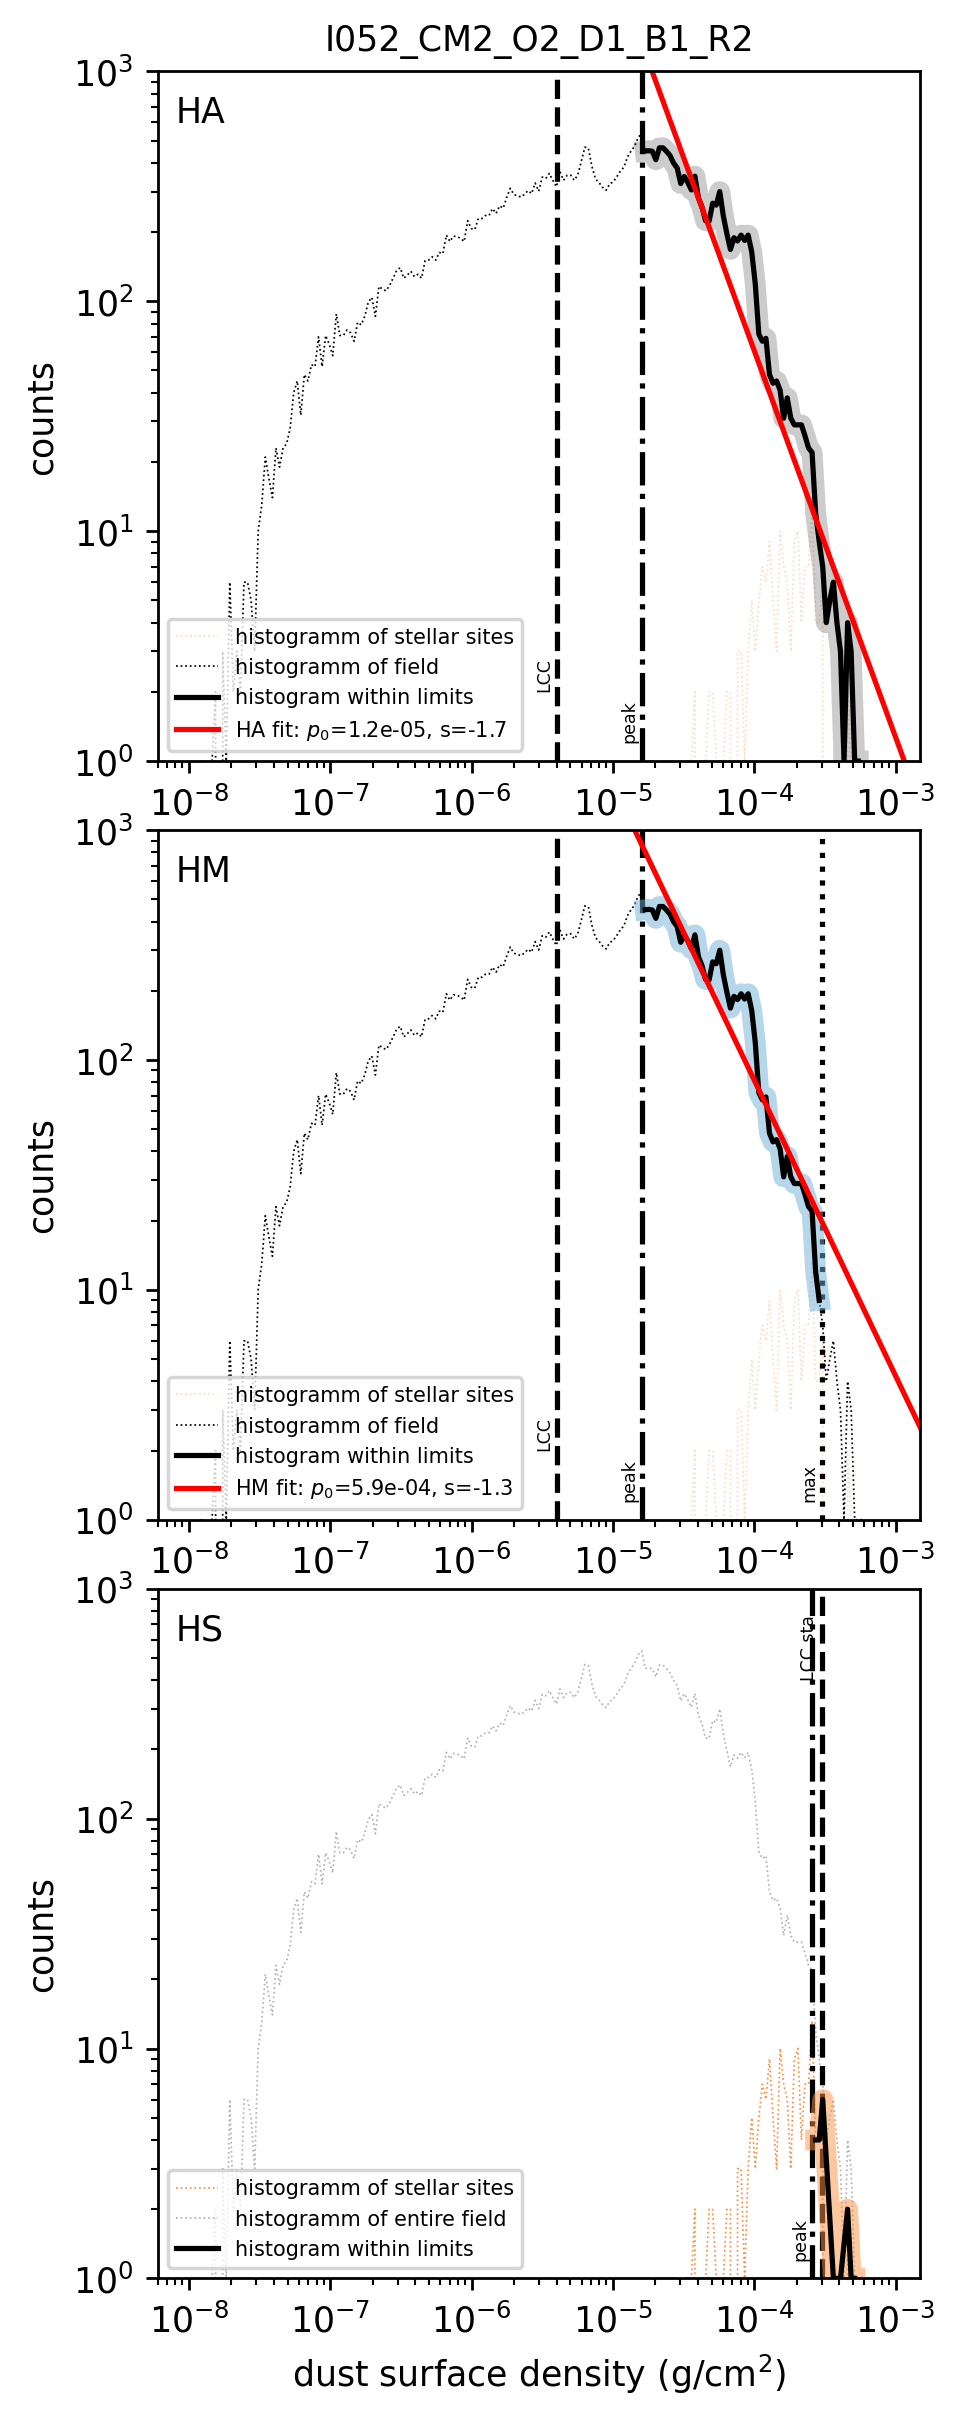 I052_CM2_O2_D1_B1_R2
10³
HA
10²
counts
10¹
histogramm of stellar sites
histogramm of field
histogram within limits
HA fit: p₀=1.2e-05, s=-1.7
LCC
peak
10⁰
10⁻⁸ 10⁻⁷ 10⁻⁶ 10⁻⁵ 10⁻⁴ 10⁻³
10³
HM
10²
counts
10¹
histogramm of stellar sites
histogramm of field
histogram within limits
HM fit: p₀=5.9e-04, s=-1.3
LCC
peak
max
10⁰
10⁻⁸ 10⁻⁷ 10⁻⁶ 10⁻⁵ 10⁻⁴ 10⁻³
10³
HS
LCC sta
10²
counts
10¹
histogramm of stellar sites
histogramm of entire field
histogram within limits
peak
10⁰
10⁻⁸ 10⁻⁷ 10⁻⁶ 10⁻⁵ 10⁻⁴ 10⁻³
dust surface density (g/cm²)